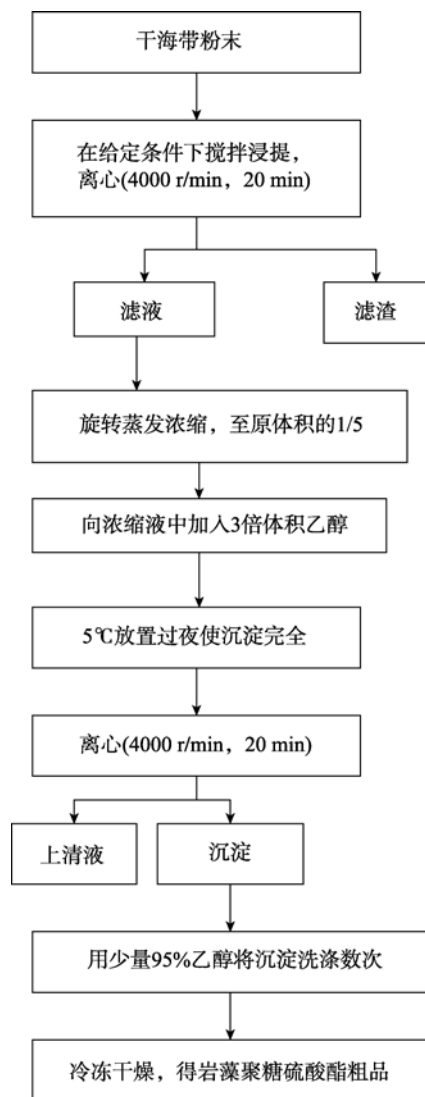 干海带粉末
在给定条件下搅拌浸提，
离心(4000 r/min，20 min)
滤液
滤渣
旋转蒸发浓缩，至原体积的1/5
向浓缩液中加入3倍体积乙醇
5℃放置过夜使沉淀完全
离心(4000 r/min，20 min)
上清液
沉淀
用少量95%乙醇将沉淀洗涤数次
冷冻干燥，得岩藻聚糖硫酸酯粗品